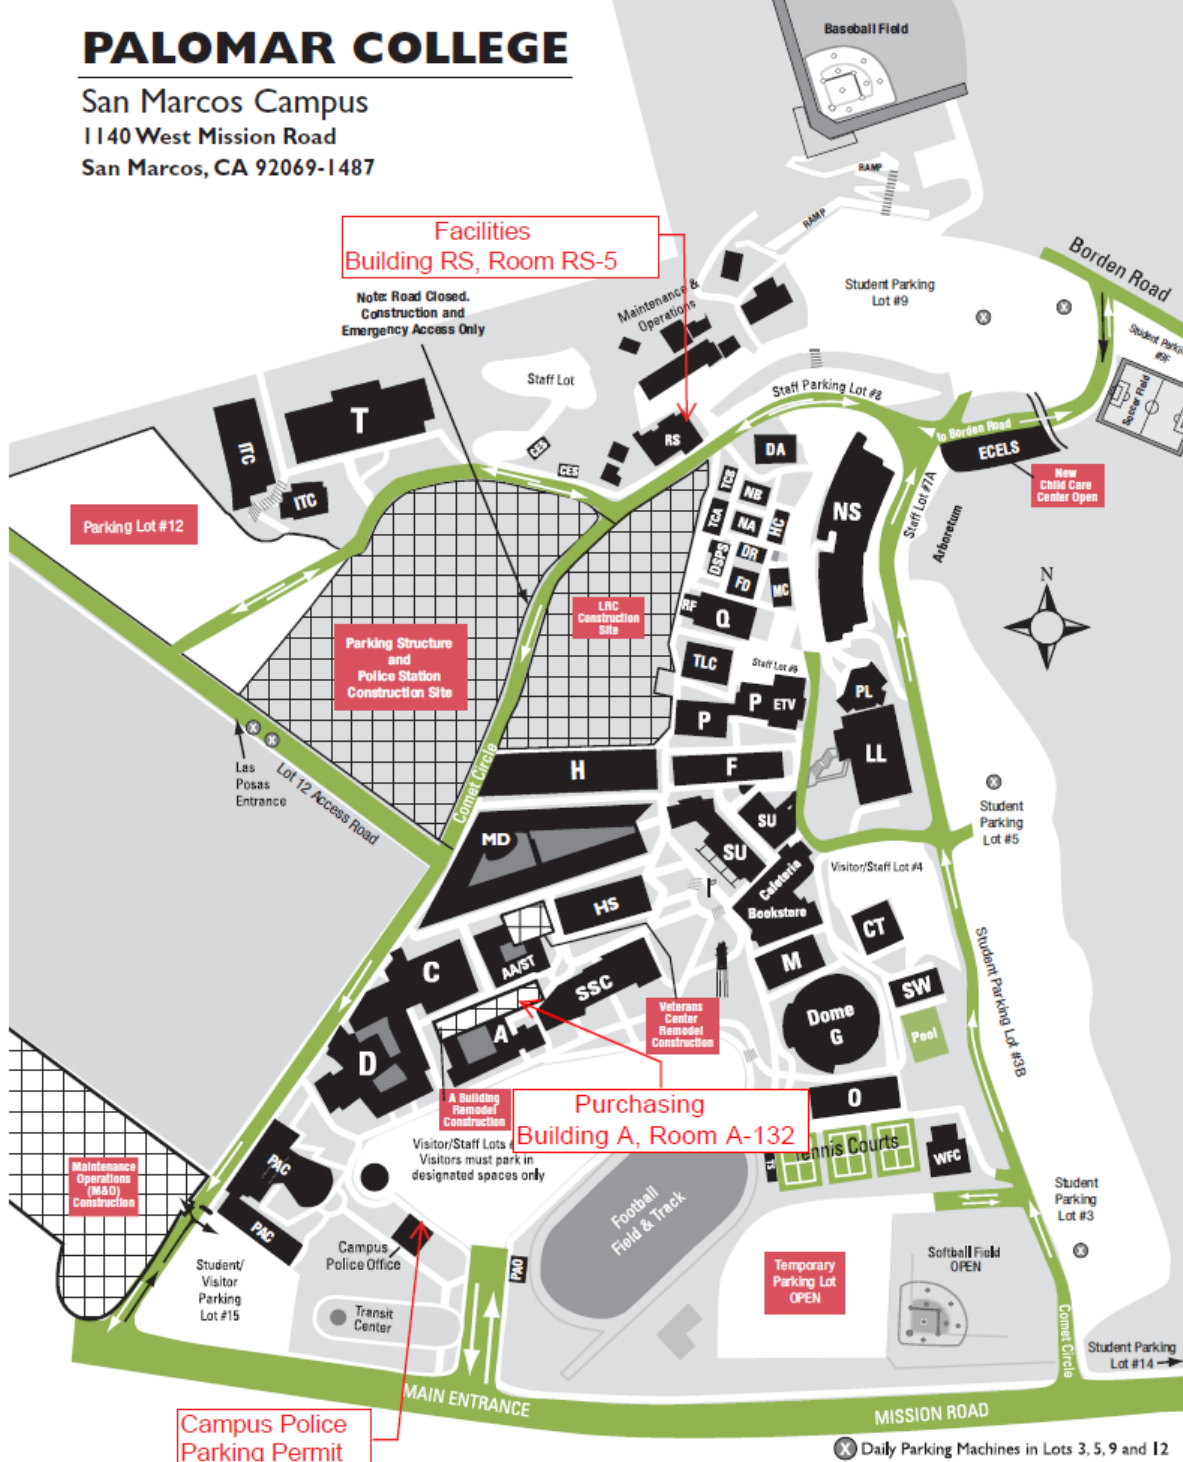 PALOMAR COLLEGE
San Marcos Campus
1140 West Mission Road
San Marcos, CA 92069-1487
Baseball Field
RAMP
RAMP
Facilities
Building RS, Room RS-5
Borden Road
Student Parking
Lot #9
X
X
Note: Road Closed.
Construction and
Emergency Access Only
Maintenance &
Operations
Student
#9F
Soccer Field
Staff Lot
Staff Parking Lot #8
T
ITC
ITC
CES
CES
RS
DA
to Borden Road
ECELS
New
Child Care
Center Open
Parking Lot #12
TCB
NB
TCA
NA
HC
NS
Staff Lot #7A
Arboretum
DSPS
DR
FD
MC
N
LRC
Construction
Site
RF
Q
Parking Structure
and
Police Station
Construction Site
TLC
P
P
ETV
PL
LL
X
X
Las
Posas
Entrance
Lot 12 Access Road
Comet Circle
H
F
X
Student
Parking
Lot #5
MD
SU
SU
Visitor/Staff Lot #4
I
Cafeteria
Bookstore
HS
CT
C
AA/ST
SSC
M
SW
Student Parking Lot #3B
Veterans
Center
Remodel
Construction
Dome
G
Pool
A
D
A Building
Remodel
Construction
Purchasing
Building A, Room A-132
O
Visitor/Staff Lots
Visitors must park in
designated spaces only
Tennis Courts
TS
WFC
Maintenance
Operations
(M&O)
Construction
PAC
PAC
Student
Parking
Lot #3
X
Football
Field & Track
Campus
Police Office
PAO
Student/
Visitor
Parking
Lot #15
Temporary
Parking Lot
OPEN
Softball Field
OPEN
Transit
Center
Comet Circle
Student Parking
Lot #14
MAIN ENTRANCE
MISSION ROAD
Campus Police
Parking Permit
X Daily Parking Machines in Lots 3, 5, 9 and 12